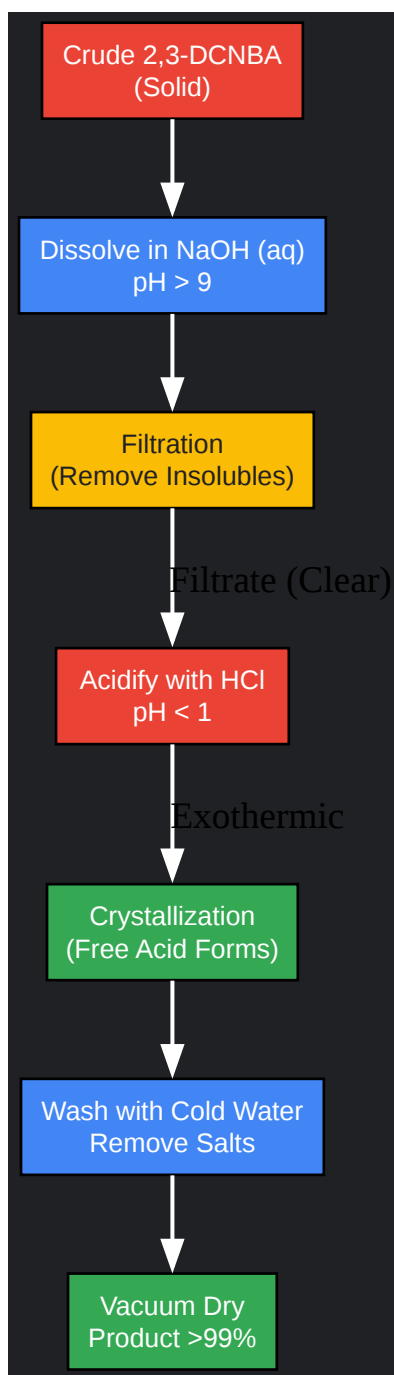 Crude 2,3-DCNBA
(Solid)
Dissolve in NaOH (aq)
pH > 9
Filtration
(Remove Insolubles)
Filtrate (Clear)
Acidify with HCl
pH < 1
Exothermic
Crystallization
(Free Acid Forms)
Wash with Cold Water
Remove Salts
Vacuum Dry
Product >99%